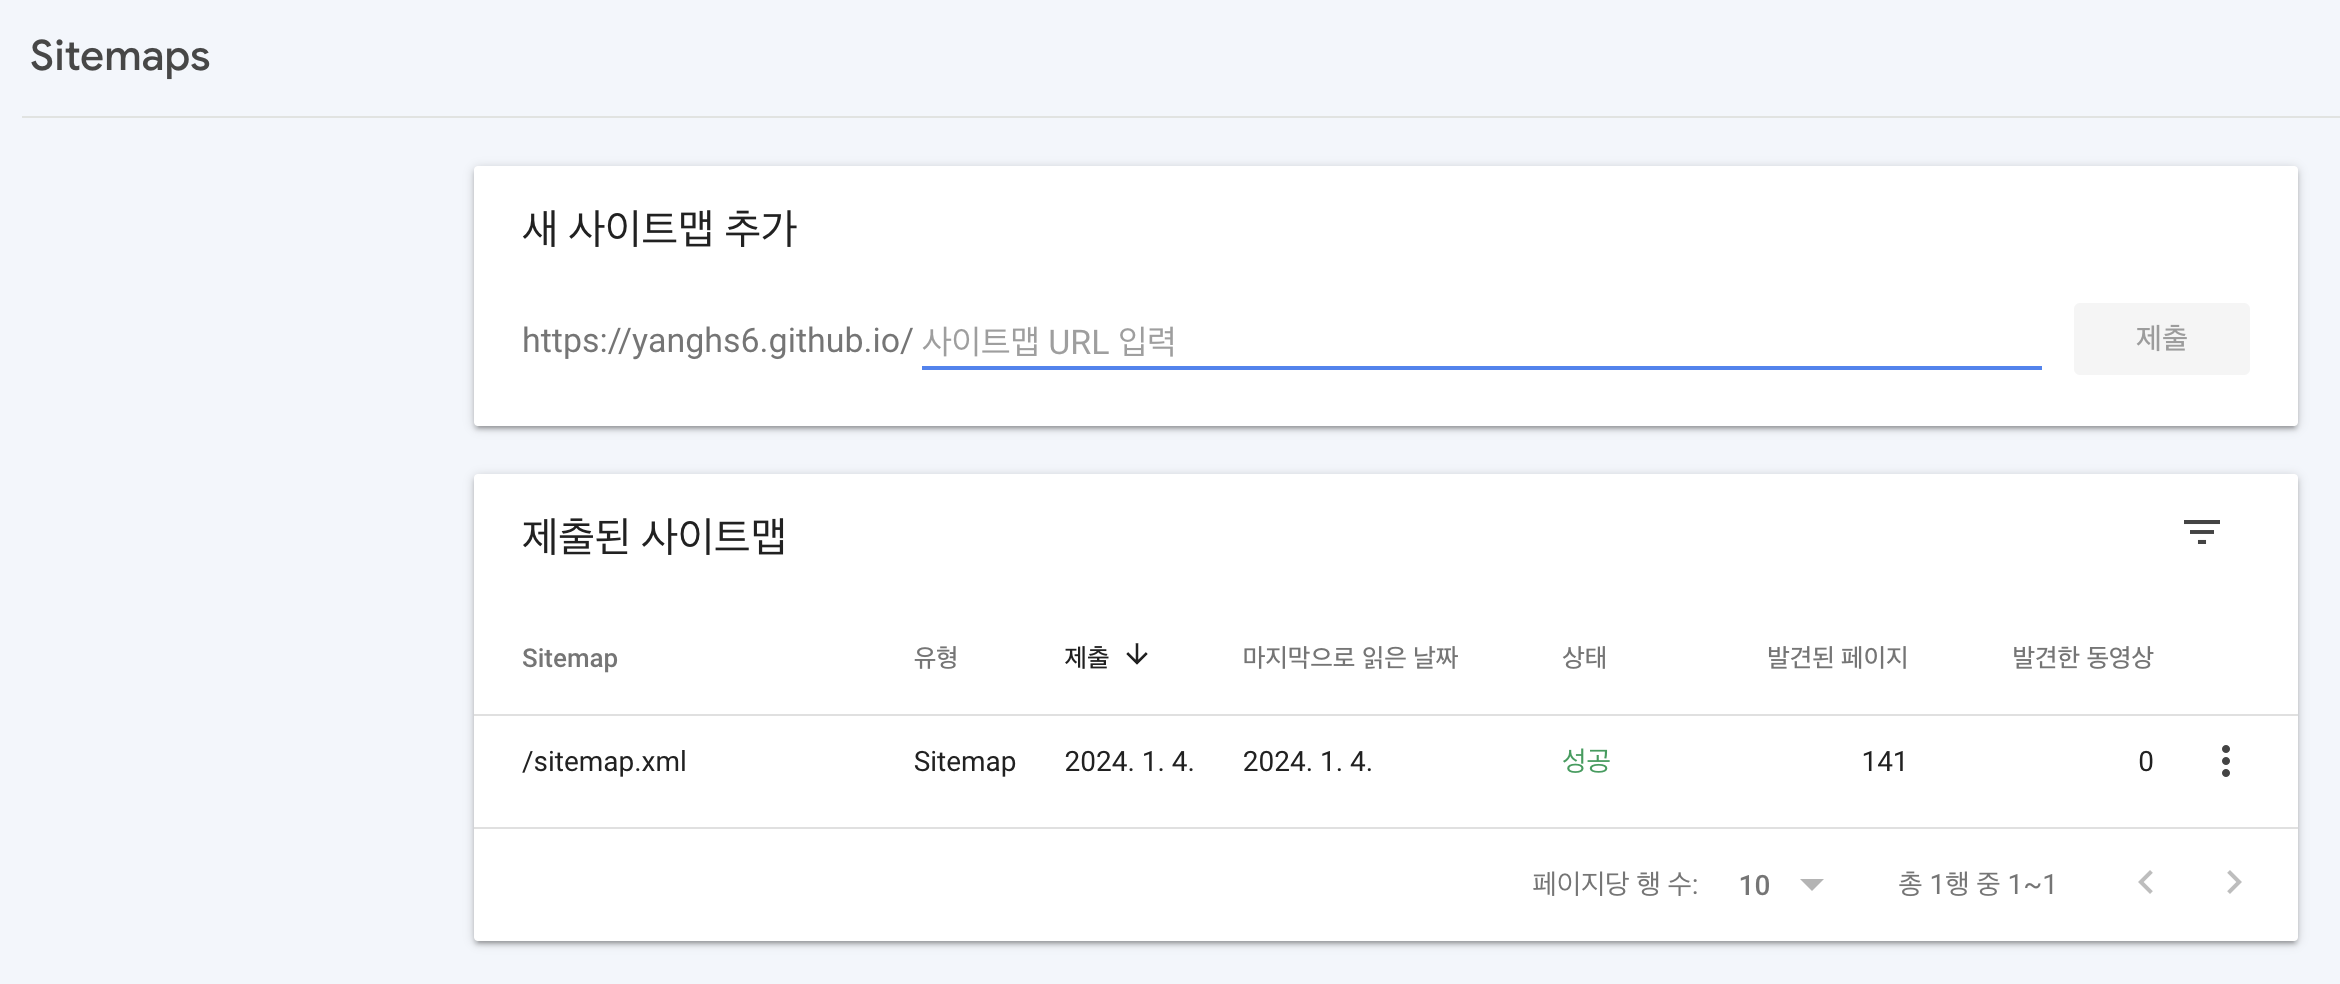 Sitemaps
새 사이트맵 추가
https://yanghs6.github.io/ 사이트맵 URL 입력 제출
제출된 사이트맵
Sitemap 유형 제출 마지막으로 읽은 날짜 상태 발견된 페이지 발견한 동영상
/sitemap.xml Sitemap 2024. 1. 4. 2024. 1. 4. 성공 141 0
페이지당 행 수: 10 총 1행 중 1~1